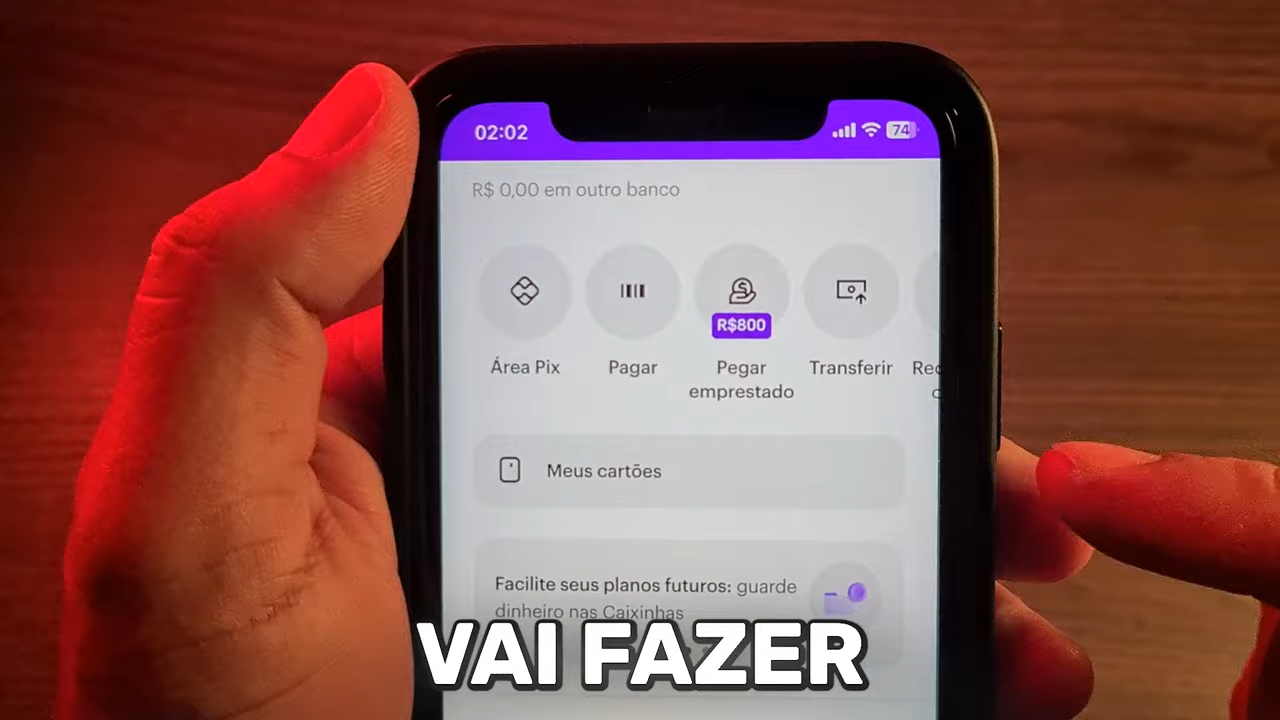 02:02
74
R$ 0,00 em outro banco
R$800
Área Pix
Pagar
Pegar
emprestado
Transferir
Meus cartões
Facilite seus planos futuros: guarde
dinheiro nas Caixinhas
VAI FAZER